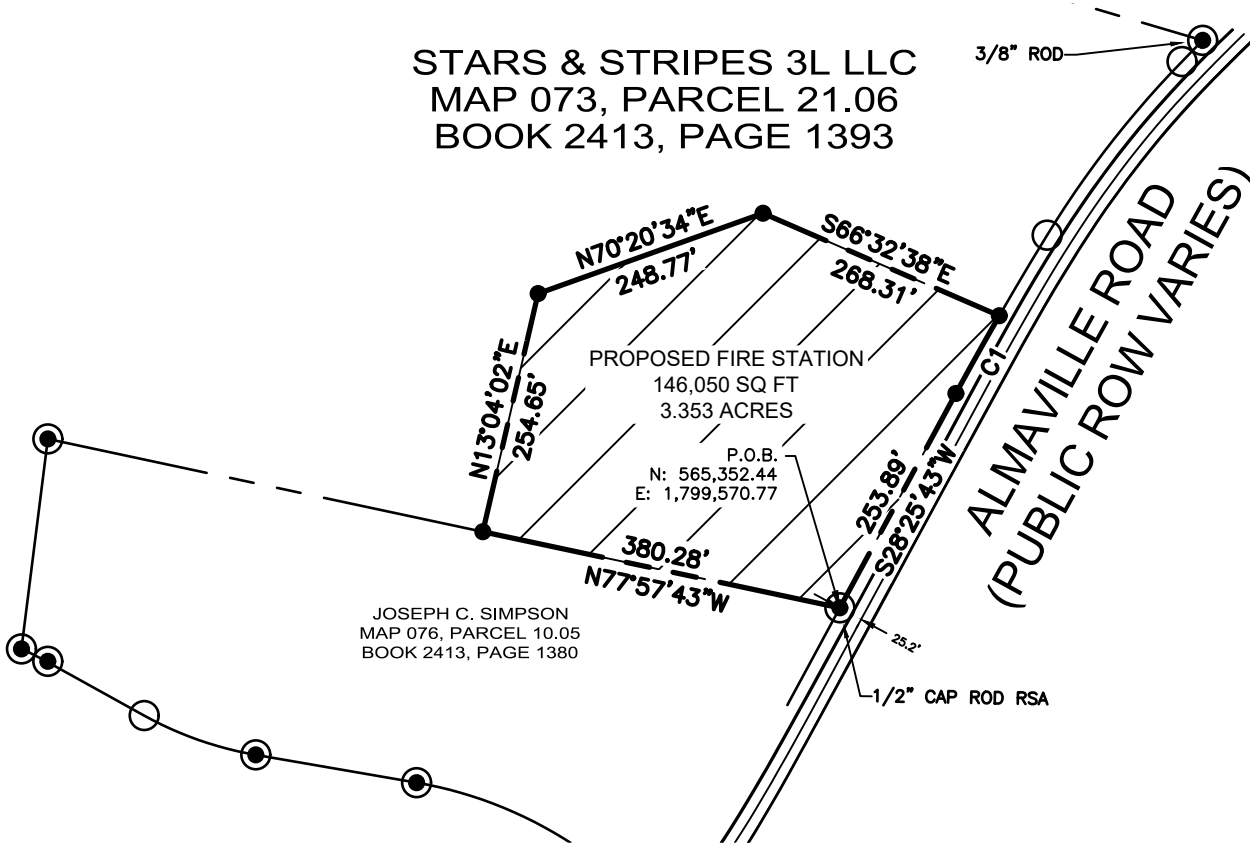 STARS & STRIPES 3L LLC
MAP 073, PARCEL 21.06
BOOK 2413, PAGE 1393
3/8" ROD
N70°20'34"E
248.77'
S66°32'38"E
268.31'
ALMAVILLE ROAD
(PUBLIC ROW VARIES)
N13°04'02"E
254.65'
PROPOSED FIRE STATION
146,050 SQ FT
3.353 ACRES
C1
P.O.B.
N: 565,352.44
E: 1,799,570.77
253.89'
S28°25'43"W
380.28'
N77°57'43"W
JOSEPH C. SIMPSON
MAP 076, PARCEL 10.05
BOOK 2413, PAGE 1380
25.2'
1/2" CAP ROD RSA